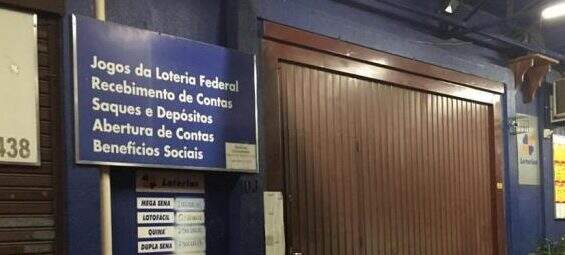 Jogos da Loteria Federal
Recebimento de Contas
Saques e Depósitos
Abertura de Contas
Benefícios Sociais
438
Loterias
MEGA SENA
LOTOFÁCIL
QUINA
DUPLA SENA
Loterias